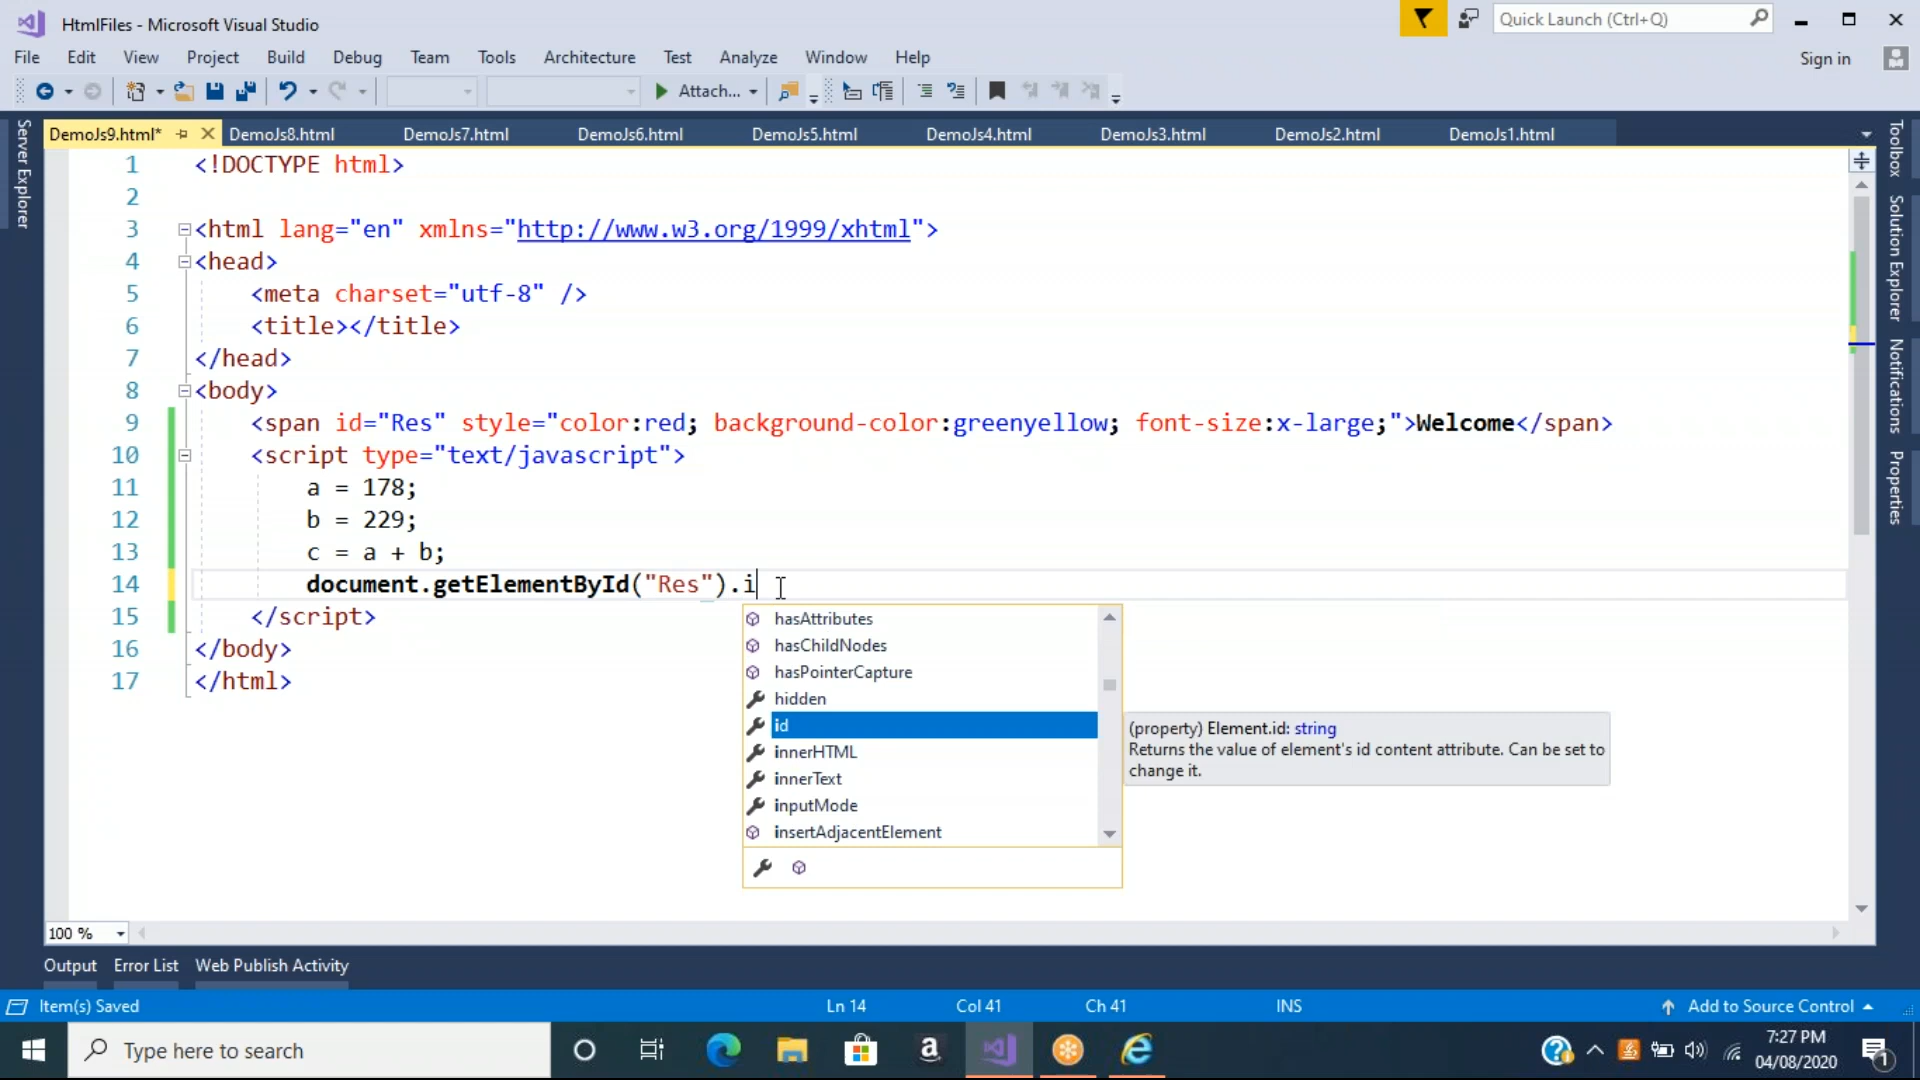 HtmlFiles - Microsoft Visual Studio
Quick Launch (Ctrl+Q)
File Edit View Project Build Debug Team Tools Architecture Test Analyze Window Help
Sign in
Attach...
DemoJs9.html* DemoJs8.html DemoJs7.html DemoJs6.html DemoJs5.html DemoJs4.html DemoJs3.html DemoJs2.html DemoJs1.html
Server Explorer
Toolbox
Solution Explorer
Notifications
Properties
1 <!DOCTYPE html>
2
3 <html lang="en" xmlns="http://www.w3.org/1999/xhtml">
4 <head>
5 <meta charset="utf-8" />
6 <title></title>
7 </head>
8 <body>
9 <span id="Res" style="color:red; background-color:greenyellow; font-size:x-large;">Welcome</span>
10 <script type="text/javascript">
11 a = 178;
12 b = 229;
13 c = a + b;
14 document.getElementById("Res").i
15 </script>
16 </body>
17 </html>
hasAttributes
hasChildNodes
hasPointerCapture
hidden
id
innerHTML
innerText
inputMode
insertAdjacentElement
(property) Element.id: string
Returns the value of element's id content attribute. Can be set to
change it.
100 %
Output Error List Web Publish Activity
Item(s) Saved Ln 14 Col 41 Ch 41 INS Add to Source Control
Type here to search
7:27 PM
04/08/2020
1